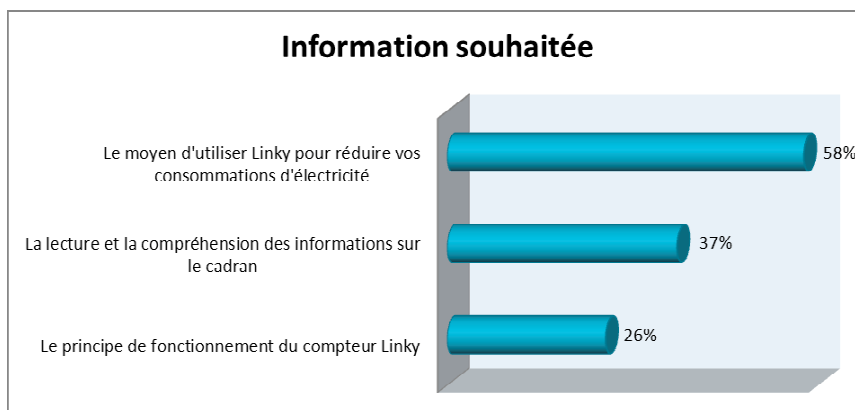 Information souhaitée
Le moyen d'utiliser Linky pour réduire vos
consommations d'électricité
58%
La lecture et la compréhension des informations sur
le cadran
37%
Le principe de fonctionnement du compteur Linky
26%